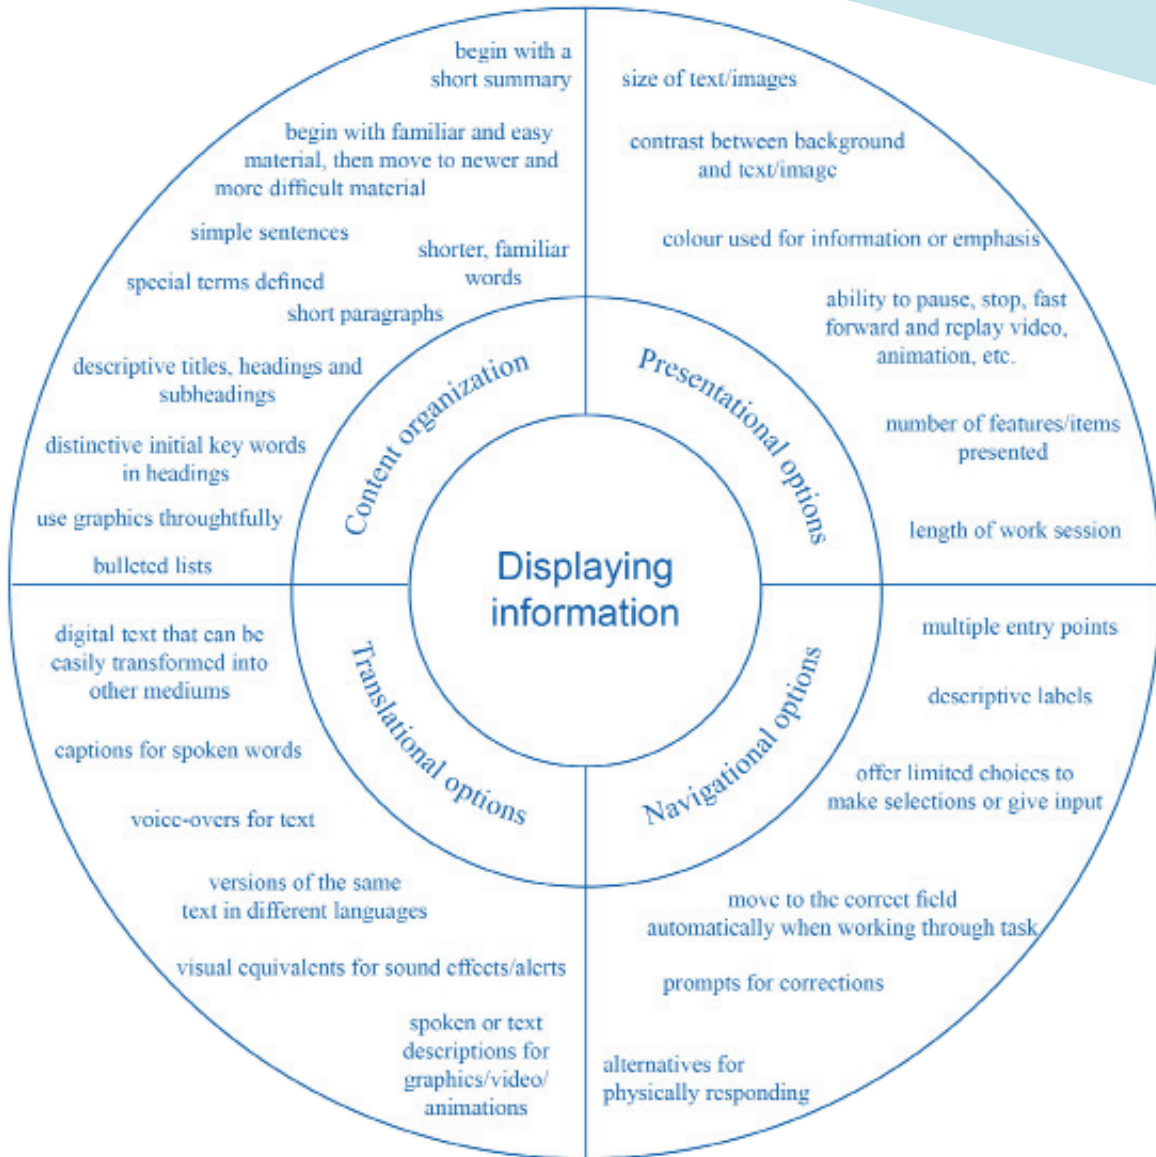 Displaying
information
Content organization
begin with a
short summary
begin with familiar and easy
material, then move to newer and
more difficult material
simple sentences
shorter, familiar
words
special terms defined
short paragraphs
descriptive titles, headings and
subheadings
distinctive initial key words
in headings
use graphics throughtfully
bulleted lists
Presentational options
size of text/images
contrast between background
and text/image
colour used for information or emphasis
ability to pause, stop, fast
forward and replay video,
animation, etc.
number of features/items
presented
length of work session
Translational options
digital text that can be
easily transformed into
other mediums
captions for spoken words
voice-overs for text
versions of the same
text in different languages
visual equivalents for sound effects/alerts
spoken or text
descriptions for
graphics/video/
animations
Navigational options
multiple entry points
descriptive labels
offer limited choices to
make selections or give input
move to the correct field
automatically when working through task
prompts for corrections
alternatives for
physically responding